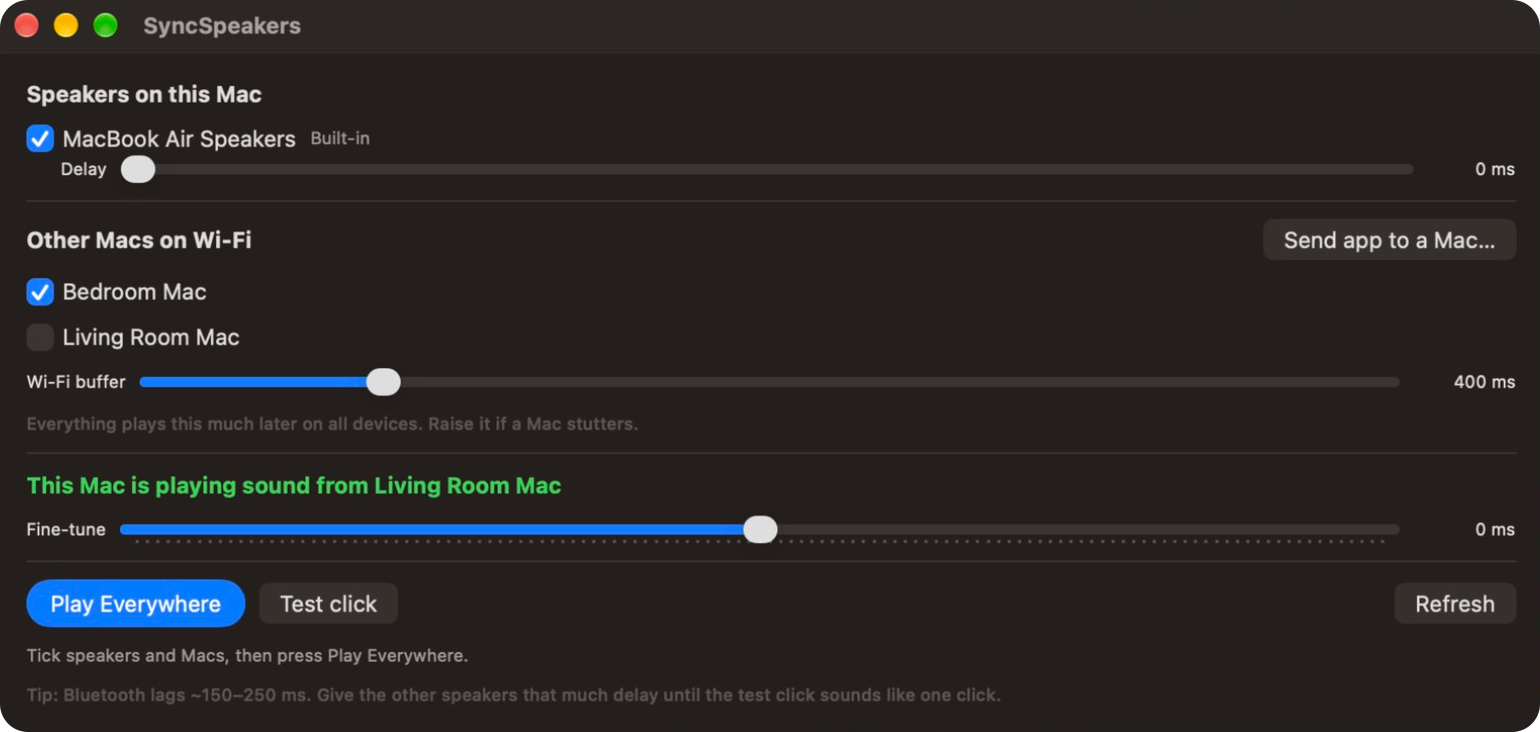 SyncSpeakers
Speakers on this Mac
MacBook Air Speakers Built-in
Delay 0 ms
Other Macs on Wi-Fi Send app to a Mac...
Bedroom Mac
Living Room Mac
Wi-Fi buffer 400 ms
Everything plays this much later on all devices. Raise it if a Mac stutters.
This Mac is playing sound from Living Room Mac
Fine-tune 0 ms
Play Everywhere Test click Refresh
Tick speakers and Macs, then press Play Everywhere.
Tip: Bluetooth lags ~150–250 ms. Give the other speakers that much delay until the test click sounds like one click.